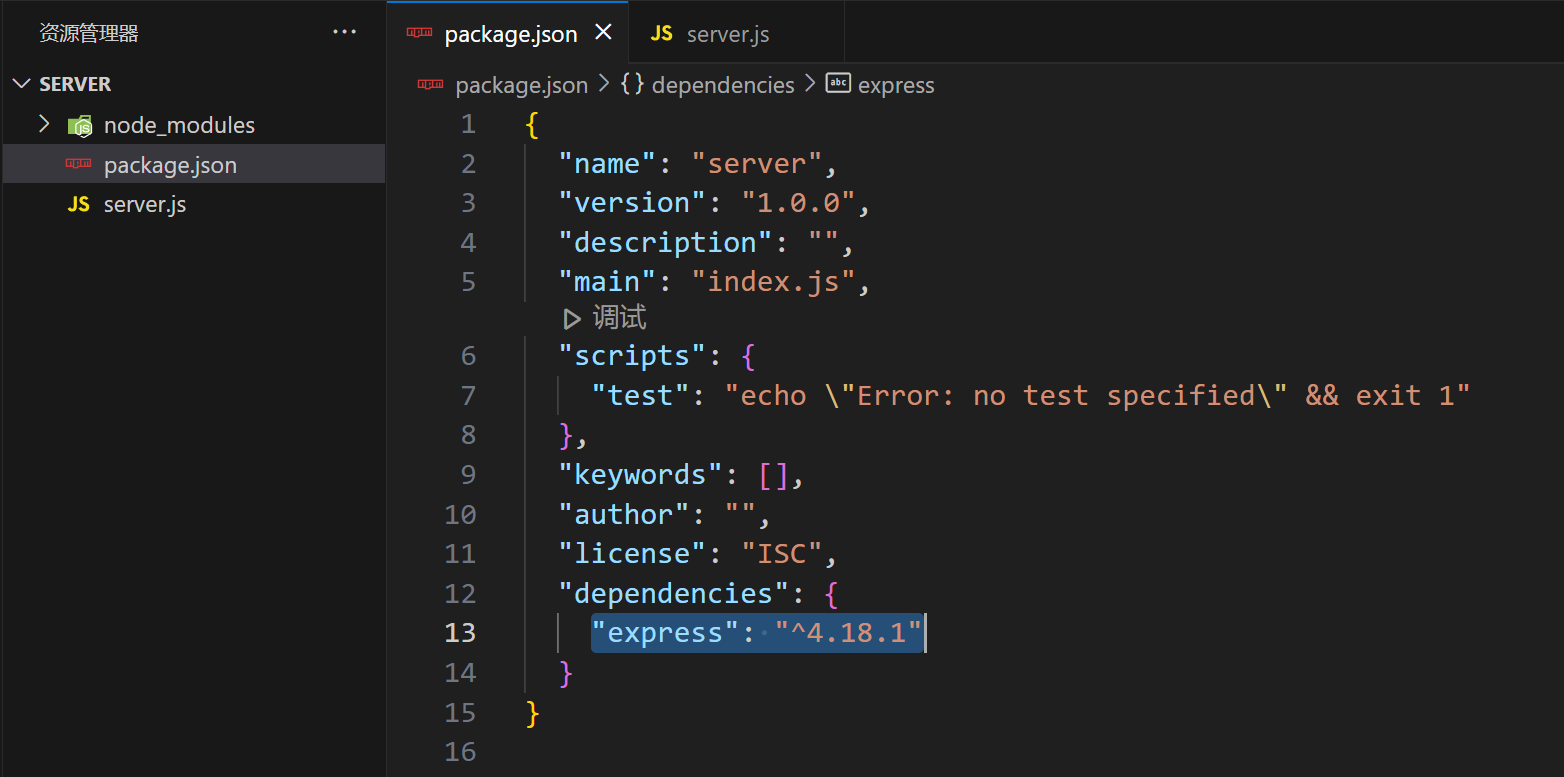 资源管理器 ···
SERVER
node_modules
package.json
JS server.js
package.json
JS server.js
package.json > {} dependencies > abc express
1 {
2 "name": "server",
3 "version": "1.0.0",
4 "description": "",
5 "main": "index.js",
调试
6 "scripts": {
7 "test": "echo \"Error: no test specified\" && exit 1"
8 },
9 "keywords": [],
10 "author": "",
11 "license": "ISC",
12 "dependencies": {
13 "express": "^4.18.1"
14 }
15 }
16